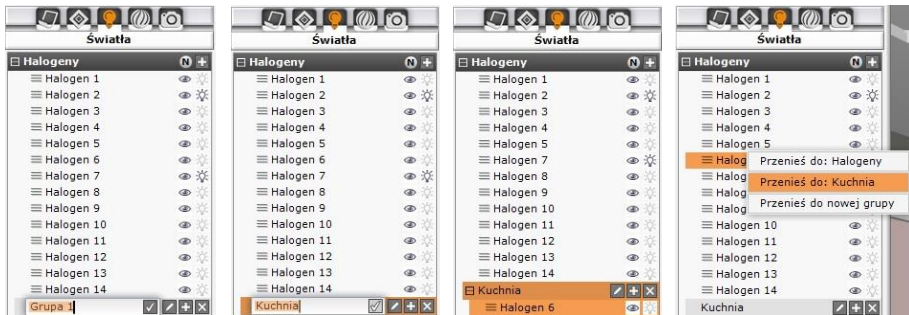 Światła
Halogeny N
Halogen 1
Halogen 2
Halogen 3
Halogen 4
Halogen 5
Halogen 6
Halogen 7
Halogen 8
Halogen 9
Halogen 10
Halogen 11
Halogen 12
Halogen 13
Halogen 14
Grupa 1
Światła
Halogeny N
Halogen 1
Halogen 2
Halogen 3
Halogen 4
Halogen 5
Halogen 6
Halogen 7
Halogen 8
Halogen 9
Halogen 10
Halogen 11
Halogen 12
Halogen 13
Halogen 14
Kuchnia
Światła
Halogeny N
Halogen 1
Halogen 2
Halogen 3
Halogen 4
Halogen 5
Halogen 7
Halogen 8
Halogen 9
Halogen 10
Halogen 11
Halogen 12
Halogen 13
Halogen 14
Kuchnia
Halogen 6
Światła
Halogeny N
Halogen 1
Halogen 2
Halogen 3
Halogen 4
Halogen 5
Halog
Przenieś do: Halogeny
Halog
Przenieś do: Kuchnia
Halog
Halog
Przenieś do nowej grupy
Halogen 10
Halogen 11
Halogen 12
Halogen 13
Halogen 14
Kuchnia